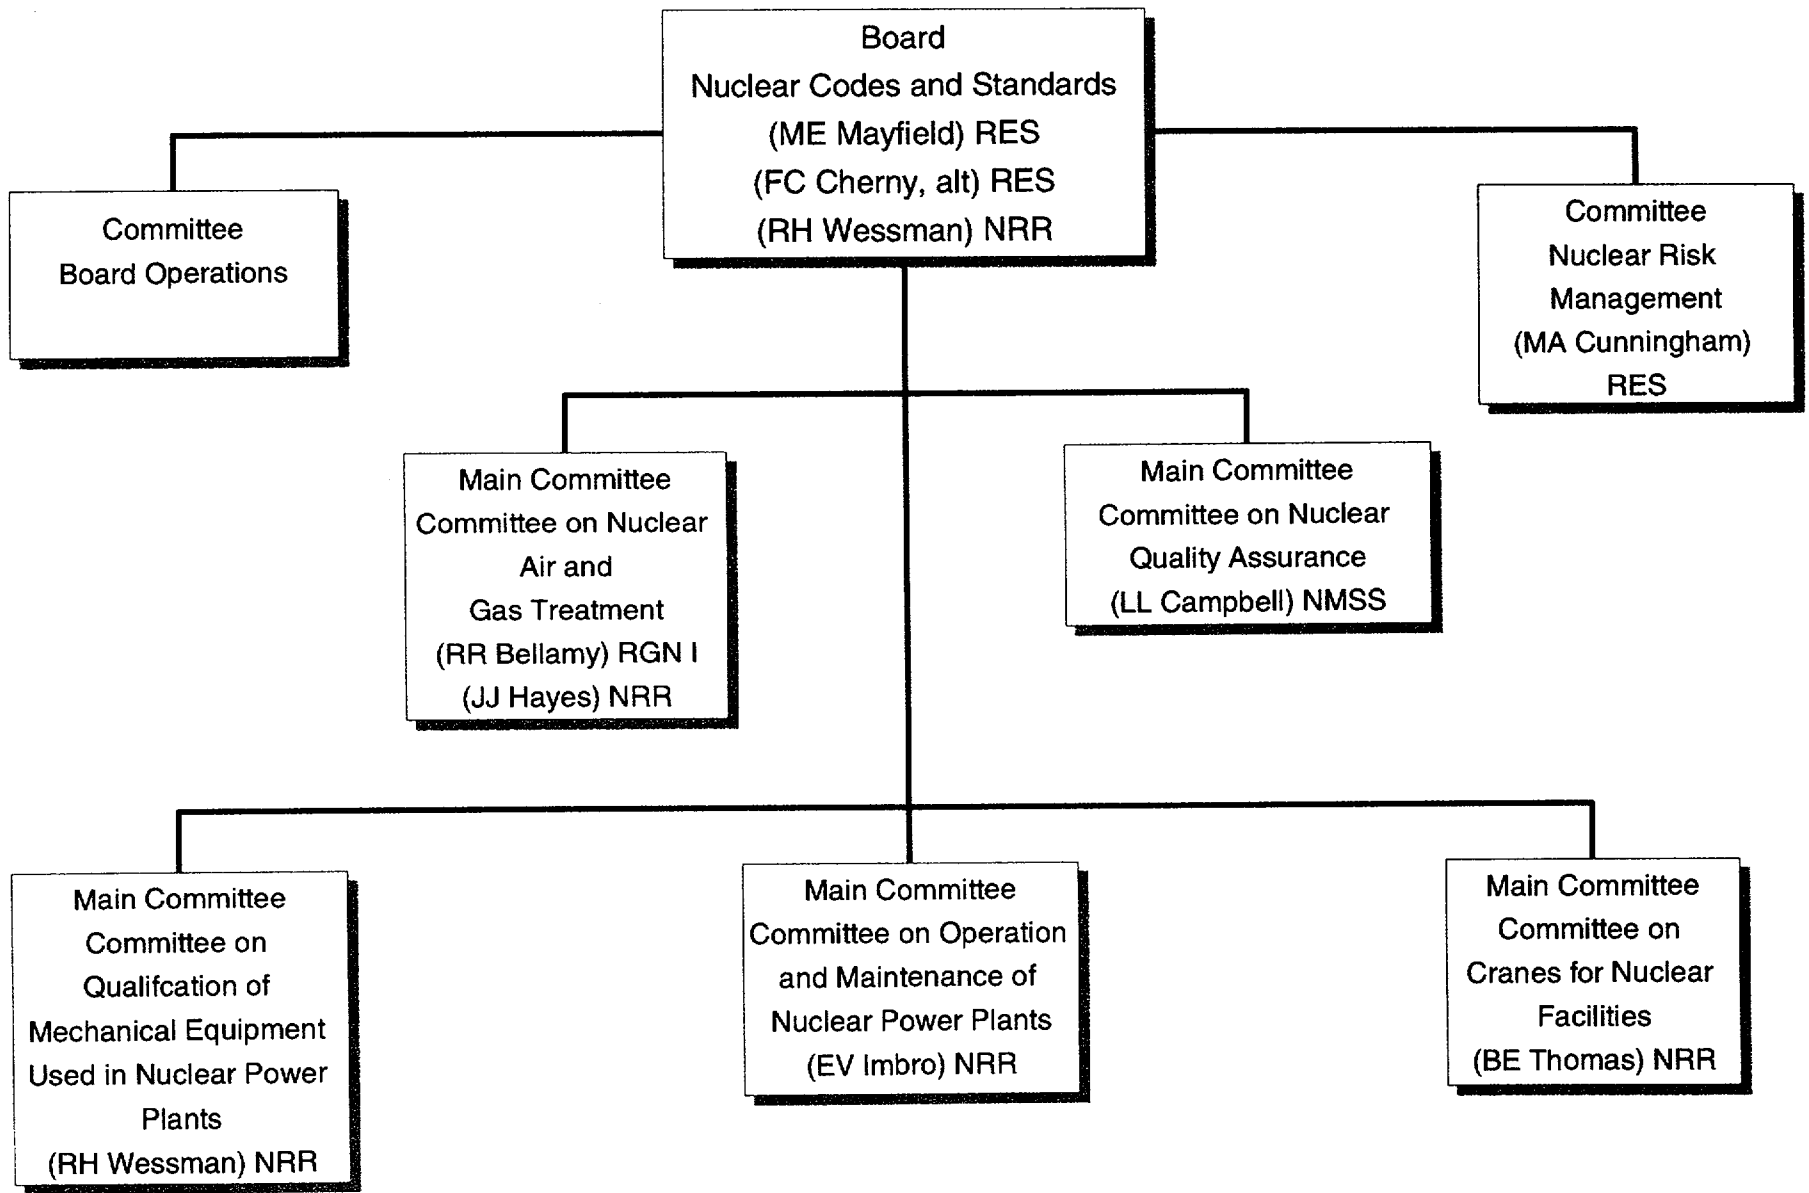 Board
Nuclear Codes and Standards
(ME Mayfield) RES
(FC Cherny, alt) RES
(RH Wessman) NRR
Committee
Board Operations
Committee
Nuclear Risk
Management
(MA Cunningham)
RES
Main Committee
Committee on Nuclear
Air and
Gas Treatment
(RR Bellamy) RGN I
(JJ Hayes) NRR
Main Committee
Committee on Nuclear
Quality Assurance
(LL Campbell) NMSS
Main Committee
Committee on
Qualifcation of
Mechanical Equipment
Used in Nuclear Power
Plants
(RH Wessman) NRR
Main Committee
Committee on Operation
and Maintenance of
Nuclear Power Plants
(EV Imbro) NRR
Main Committee
Committee on
Cranes for Nuclear
Facilities
(BE Thomas) NRR